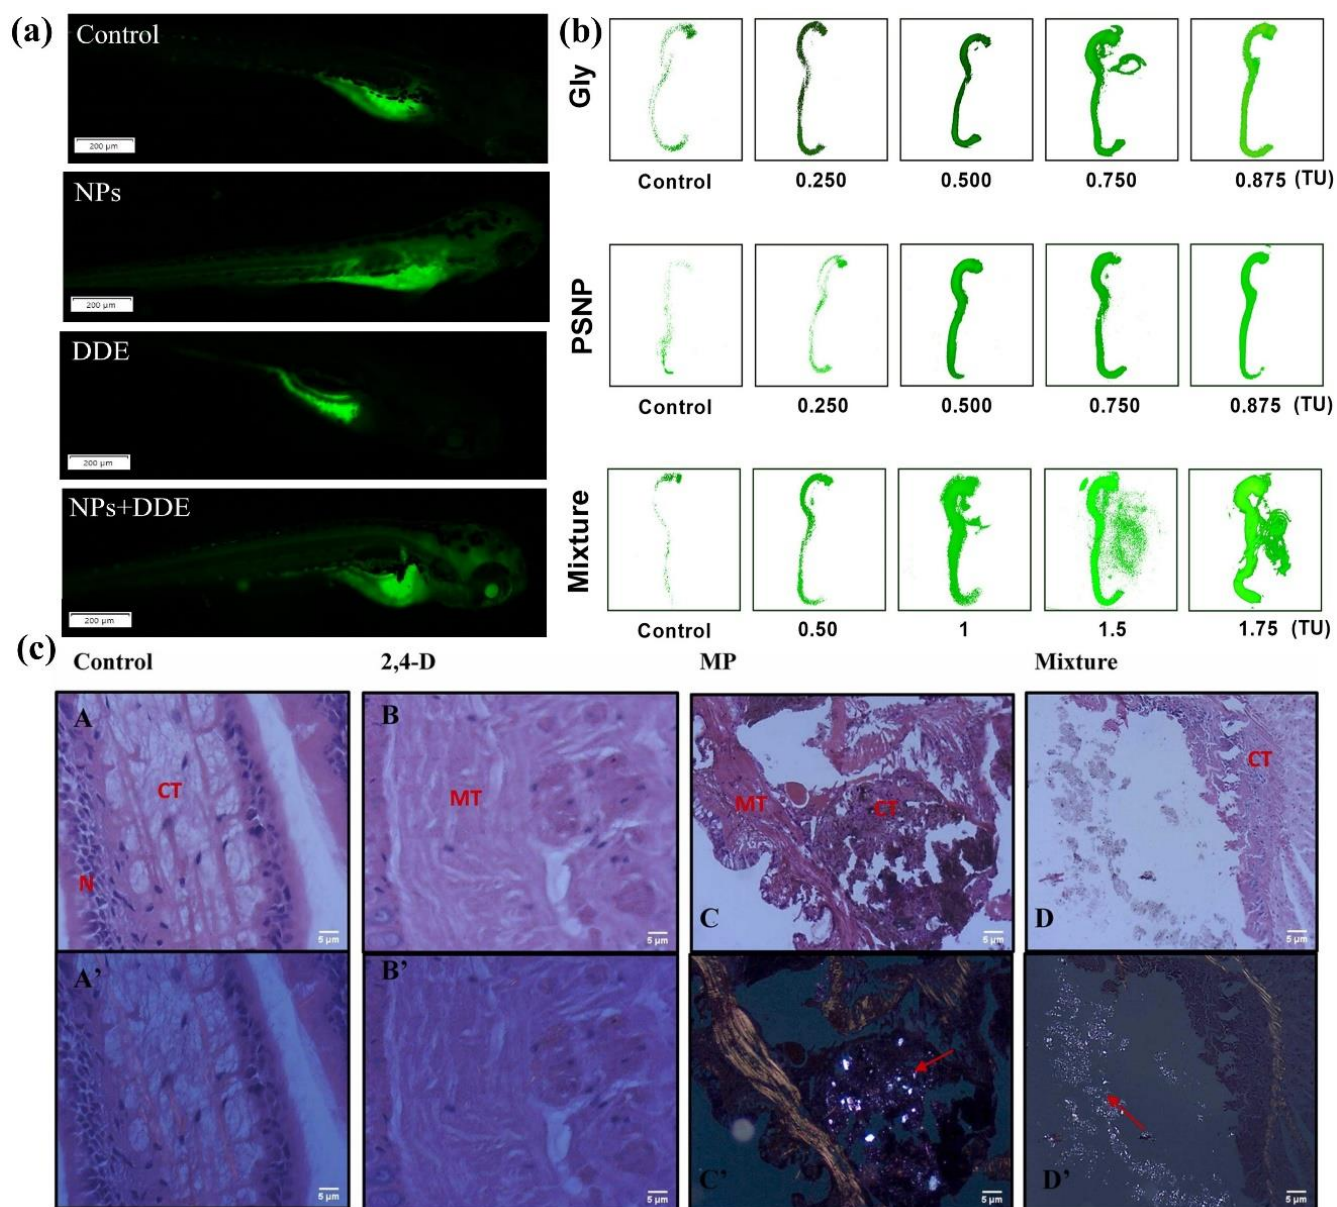 (a)
Control
200 μm
NPs
200 μm
DDE
200 μm
NPs+DDE
200 μm
(b)
Gly
Control 0.250 0.500 0.750 0.875 (TU)
PSNP
Control 0.250 0.500 0.750 0.875 (TU)
Mixture
Control 0.50 1 1.5 1.75 (TU)
(c)
Control 2,4-D MP Mixture
A
CT
N
5 μm
B
MT
5 μm
MT
CT
C
5 μm
CT
D
5 μm
A’
5 μm
B’
5 μm
C’
5 μm
D’
5 μm